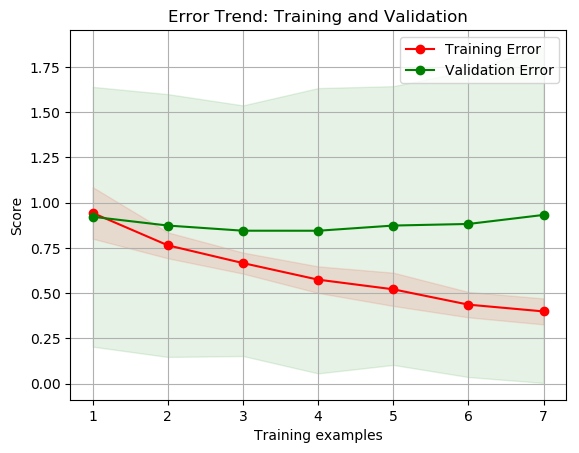 Error Trend: Training and Validation
Training Error
Validation Error
1.75
1.50
1.25
1.00
0.75
0.50
0.25
0.00
Score
1 2 3 4 5 6 7
Training examples